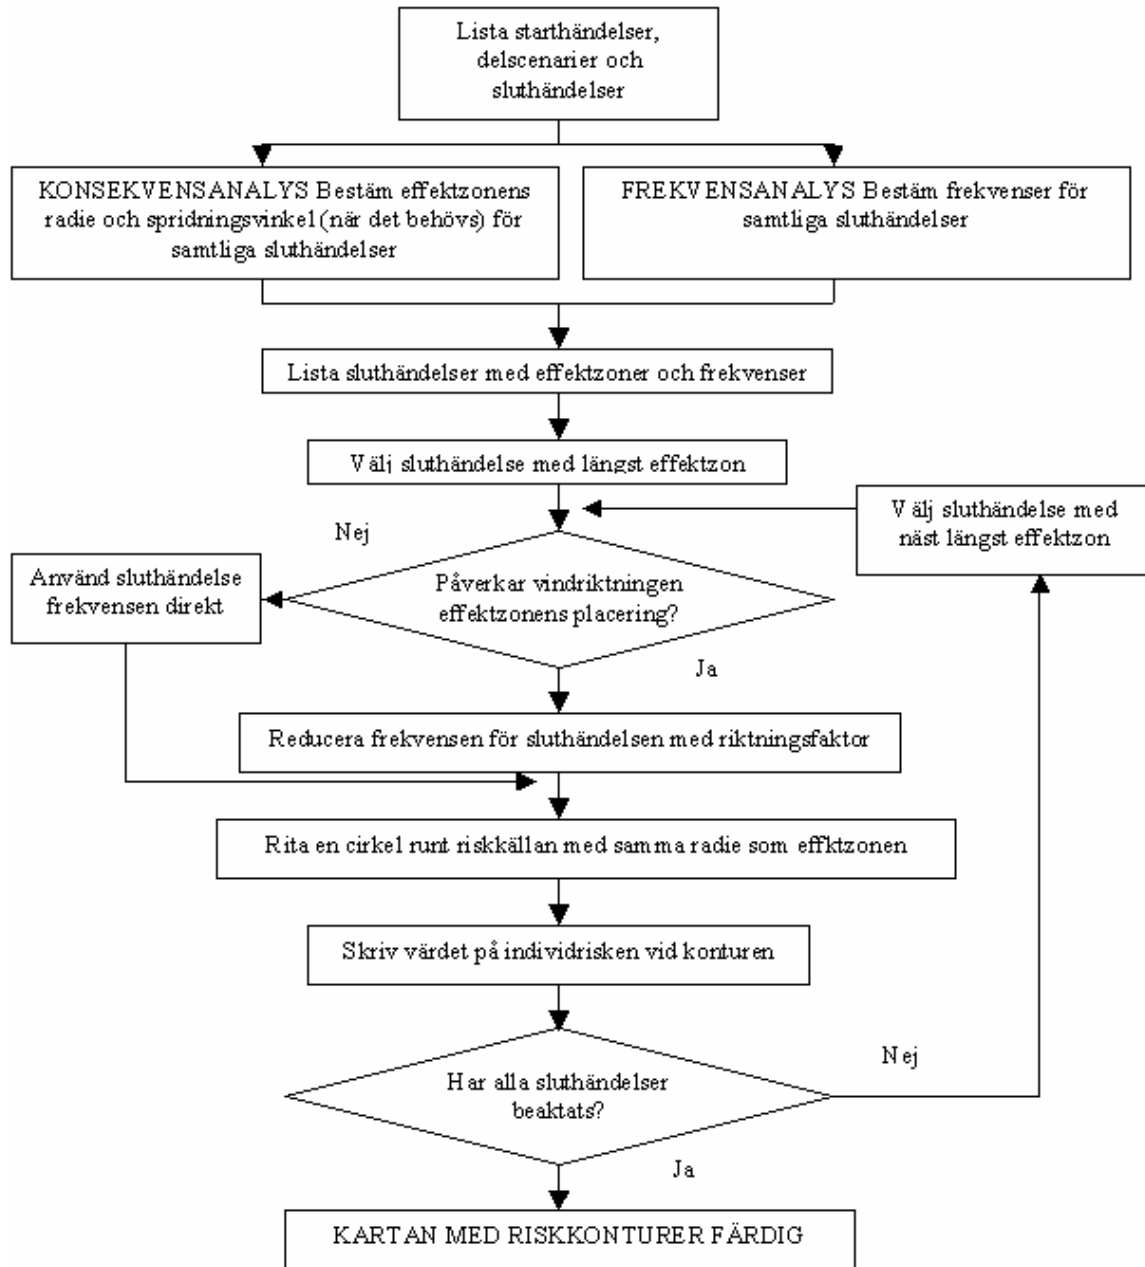 Lista starthändelser,
delscenarier och
sluthändelser
KONSEKVENSANALYS Bestäm effektzonens
radie och spridningsvinkel (när det behövs) för
samtliga sluthändelser
FREKVENSANALYS Bestäm frekvenser för
samtliga sluthändelser
Lista sluthändelser med effektzoner och frekvenser
Välj sluthändelse med längst effektzon
Välj sluthändelse med
näst längst effektzon
Nej
Använd sluthändelse
frekvensen direkt
Påverkar vindriktningen
effektzonens placering?
Ja
Reducera frekvensen för sluthändelsen med riktningsfaktor
Rita en cirkel runt riskkällan med samma radie som effktzonen
Skriv värdet på individrisken vid konturen
Nej
Har alla sluthändelser
beaktats?
Ja
KARTAN MED RISKKONTURER FÄRDIG